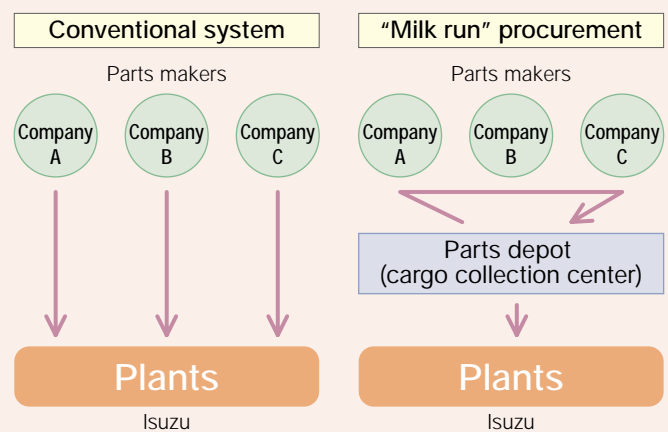 Conventional system
Parts makers
Company
A
Company
B
Company
C
Plants
Isuzu
“Milk run” procurement
Parts makers
Company
A
Company
B
Company
C
Parts depot
(cargo collection center)
Plants
Isuzu